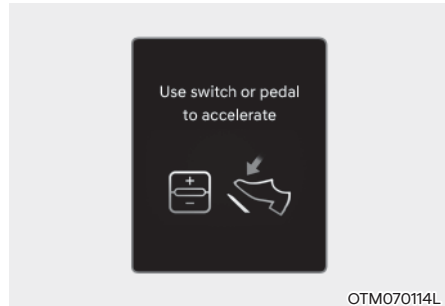 Use switch or pedal
to accelerate
+
-
OTM070114L